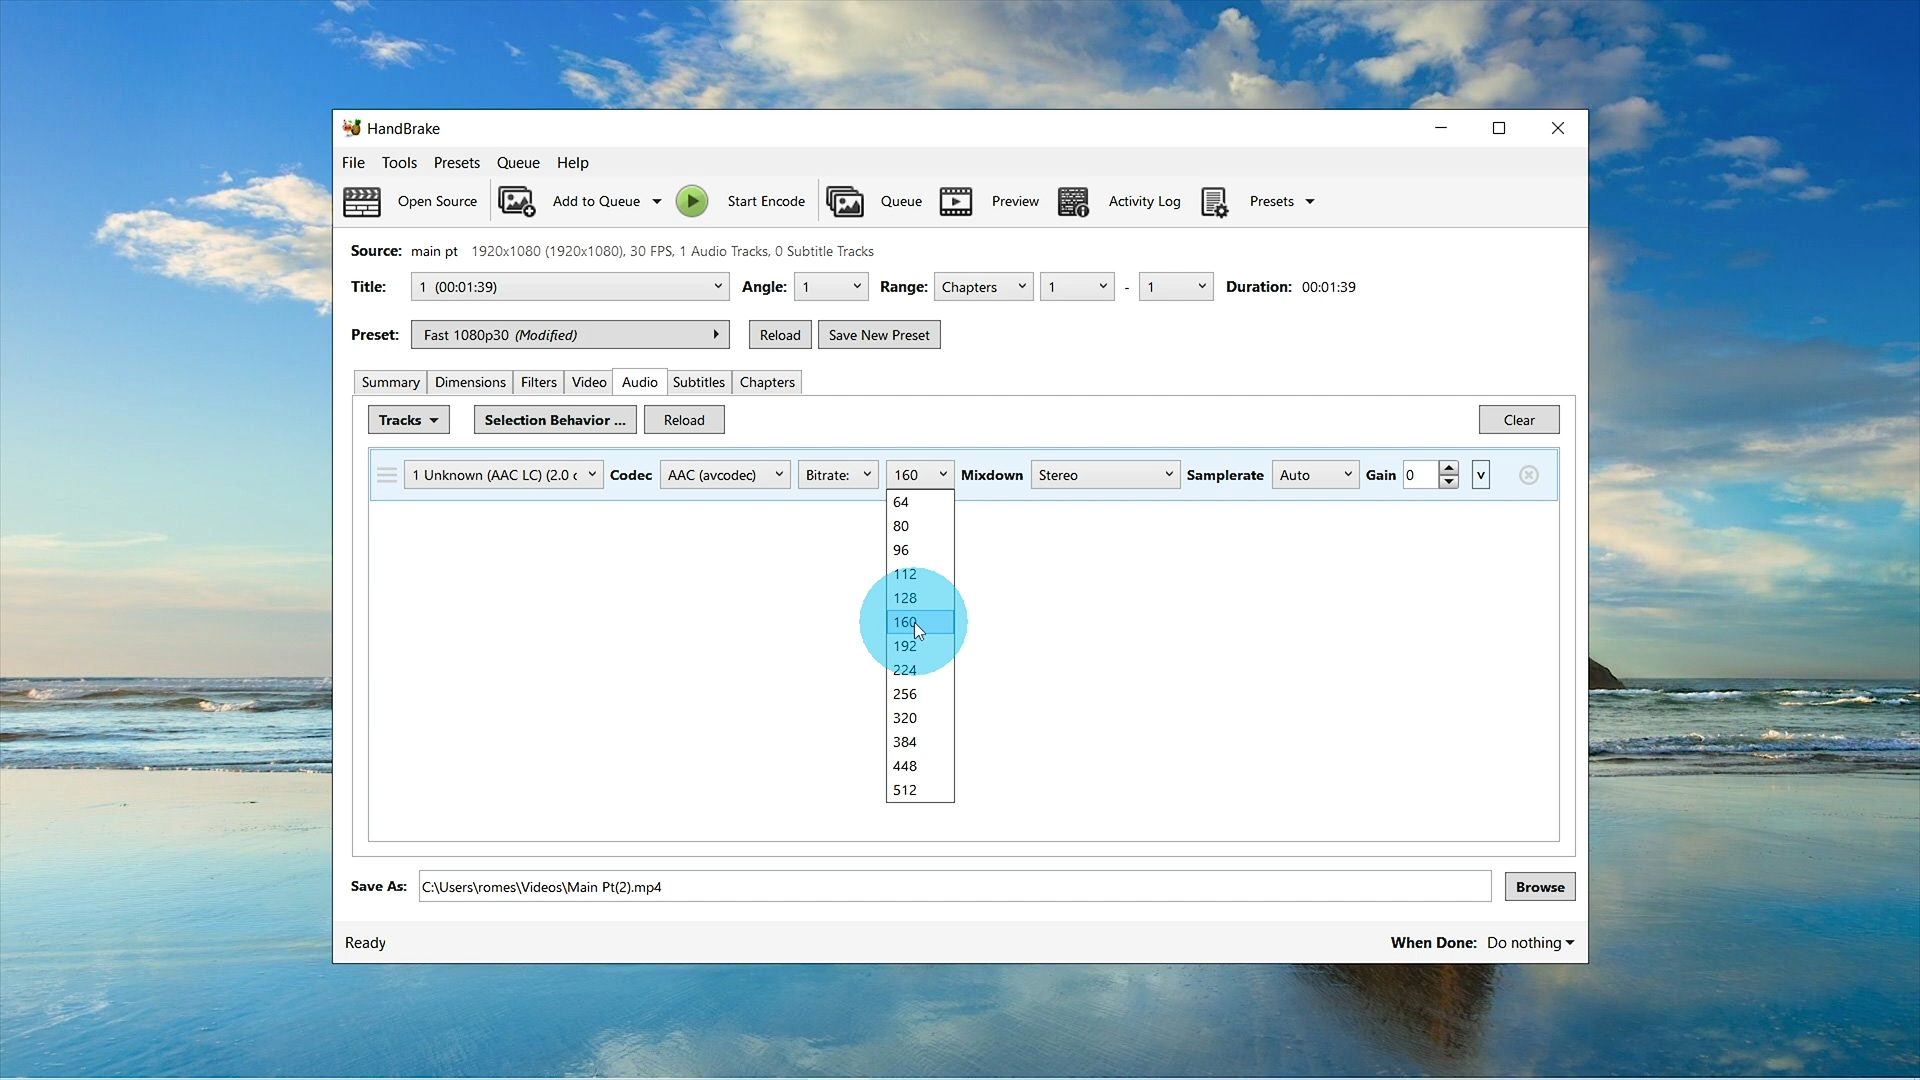 HandBrake
File Tools Presets Queue Help
Open Source Add to Queue Start Encode Queue Preview Activity Log Presets
Source: main pt 1920x1080 (1920x1080), 30 FPS, 1 Audio Tracks, 0 Subtitle Tracks
Title: 1 (00:01:39) Angle: 1 Range: Chapters 1 - 1 Duration: 00:01:39
Preset: Fast 1080p30 (Modified) Reload Save New Preset
Summary Dimensions Filters Video Audio Subtitles Chapters
Tracks Selection Behavior ... Reload Clear
1 Unknown (AAC LC) (2.0 c Codec AAC (avcodec) Bitrate: 160 Mixdown Stereo Samplerate Auto Gain 0 v
64
80
96
112
128
160
192
224
256
320
384
448
512
Save As: C:\Users\romes\Videos\Main Pt(2).mp4 Browse
Ready When Done: Do nothing